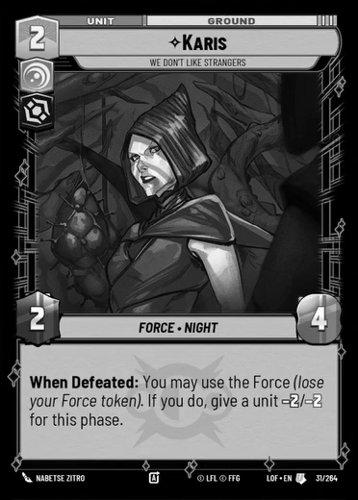 UNIT
GROUND
2
✧KARIS
WE DON'T LIKE STRANGERS
2
4
FORCE • NIGHT
When Defeated: You may use the Force (lose
your Force token). If you do, give a unit -2/-2
for this phase.
NABETSE ZITRO
A
© LFL © FFG
LOF • EN
31/264